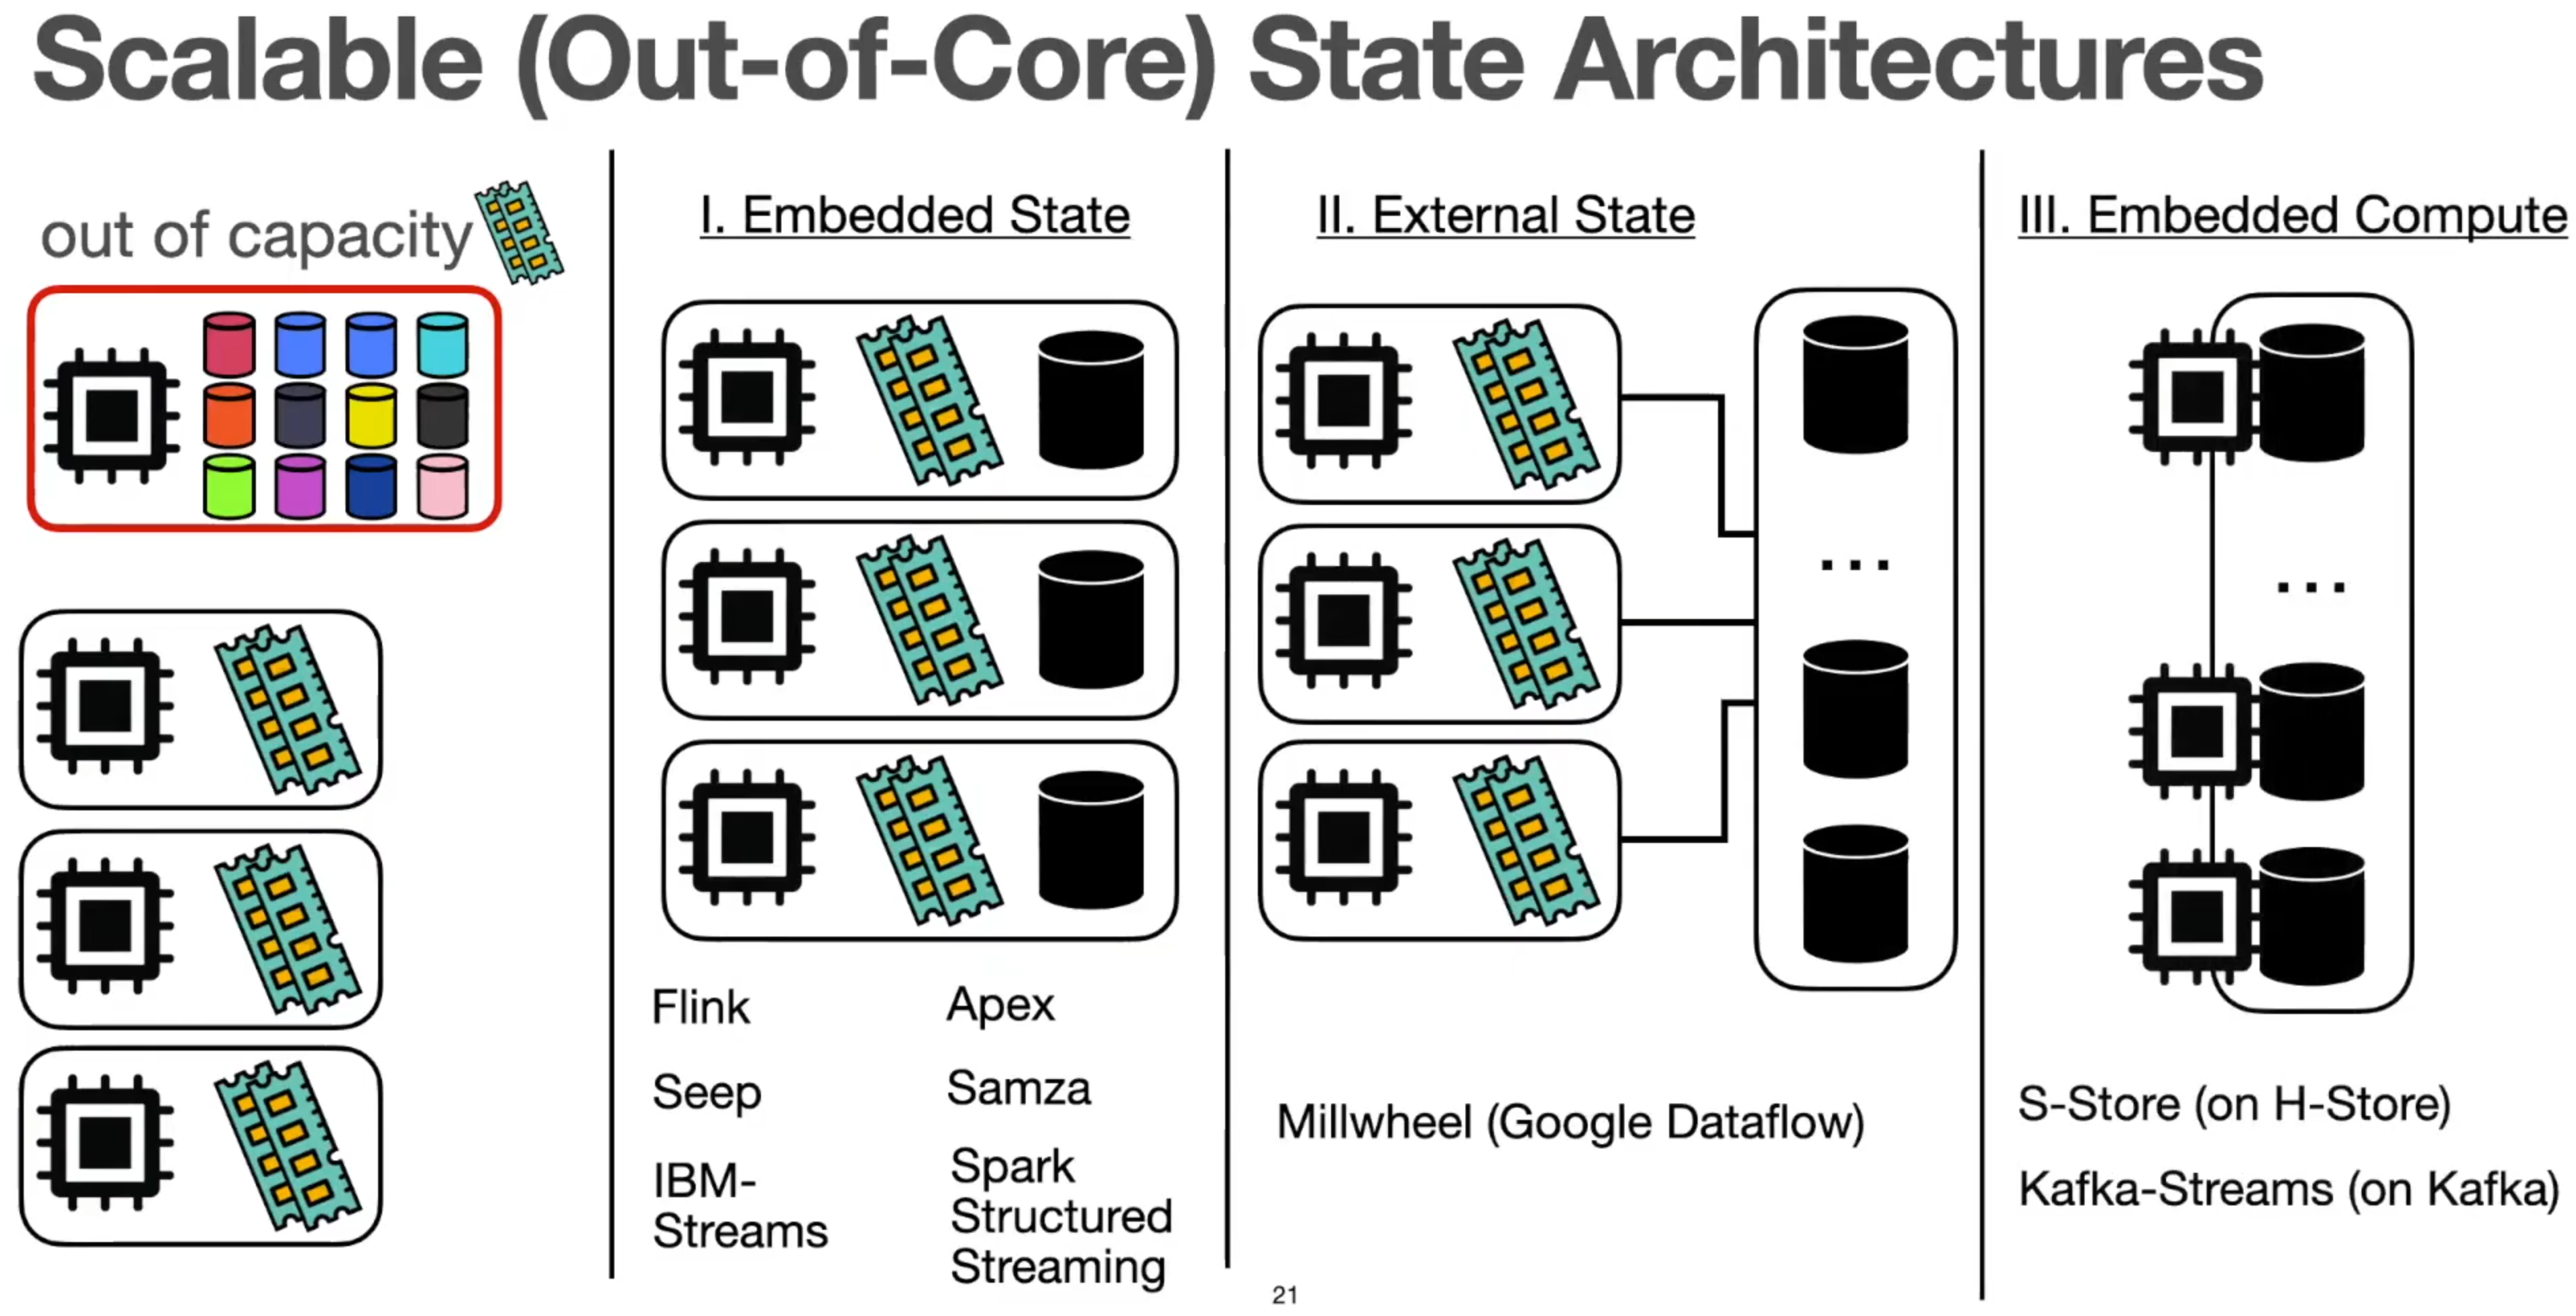 Scalable (Out-of-Core) State Architectures
out of capacity
I. Embedded State
Flink
Apex
Seep
Samza
IBM-
Streams
Spark
Structured
Streaming
II. External State
...
Millwheel (Google Dataflow)
III. Embedded Compute
...
S-Store (on H-Store)
Kafka-Streams (on Kafka)
21